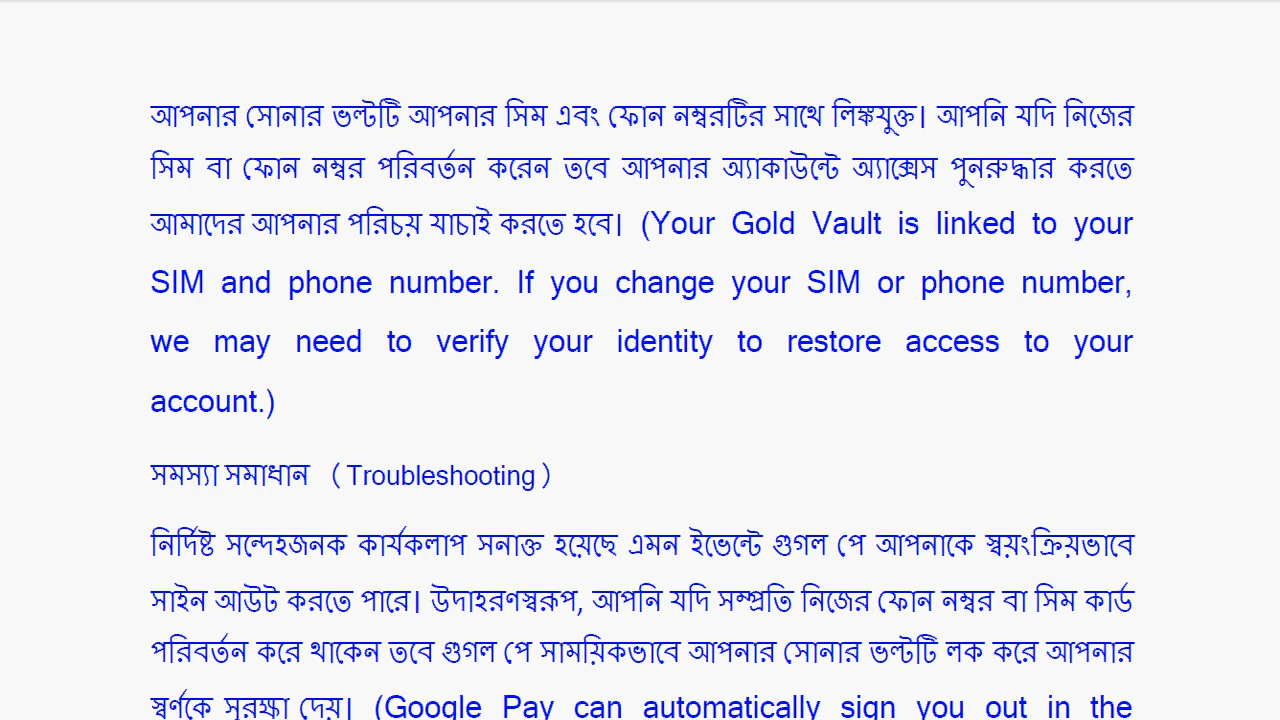 আপনার সোনার ভল্টটি আপনার সিম এবং ফোন নম্বরটির সাথে লিঙ্কযুক্ত। আপনি যদি নিজের
সিম বা ফোন নম্বর পরিবর্তন করেন তবে আপনার অ্যাকাউন্টে অ্যাক্সেস পুনরুদ্ধার করতে
আমাদের আপনার পরিচয় যাচাই করতে হবে। (Your Gold Vault is linked to your
SIM and phone number. If you change your SIM or phone number,
we may need to verify your identity to restore access to your
account.)
সমস্যা সমাধান （Troubleshooting）
নির্দিষ্ট সন্দেহজনক কার্যকলাপ সনাক্ত হয়েছে এমন ইভেন্টে গুগল পে আপনাকে স্বয়ংক্রিয়ভাবে
সাইন আউট করতে পারে। উদাহরণস্বরূপ, আপনি যদি সম্প্রতি নিজের ফোন নম্বর বা সিম কার্ড
পরিবর্তন করে থাকেন তবে গুগল পে সাময়িকভাবে আপনার সোনার ভল্টটি লক করে আপনার
স্বর্ণকে সুরক্ষা দেয়। (Google Pay can automatically sign you out in the